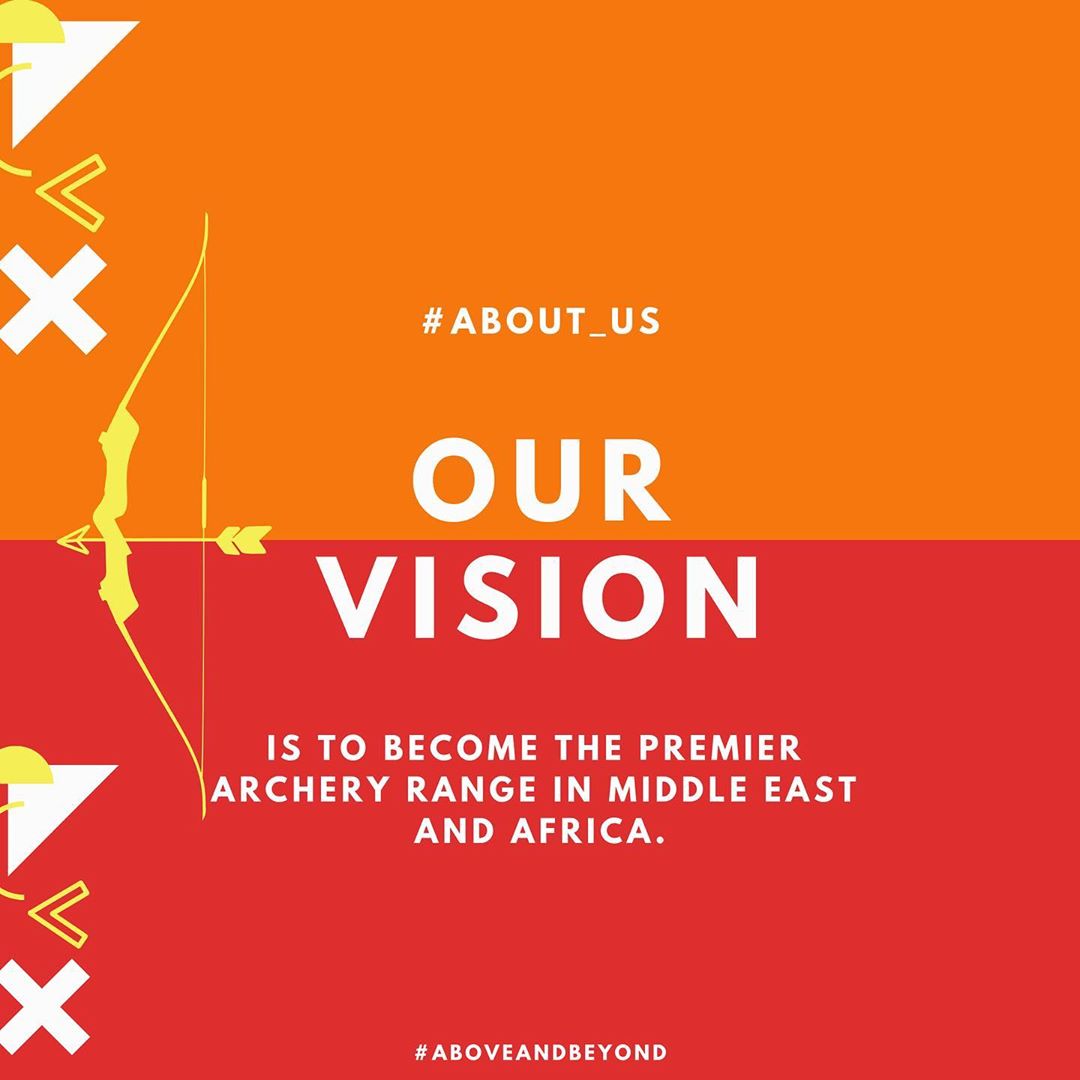 #ABOUT_US
OUR
VISION
IS TO BECOME THE PREMIER
ARCHERY RANGE IN MIDDLE EAST
AND AFRICA.
#ABOVEANDBEYOND